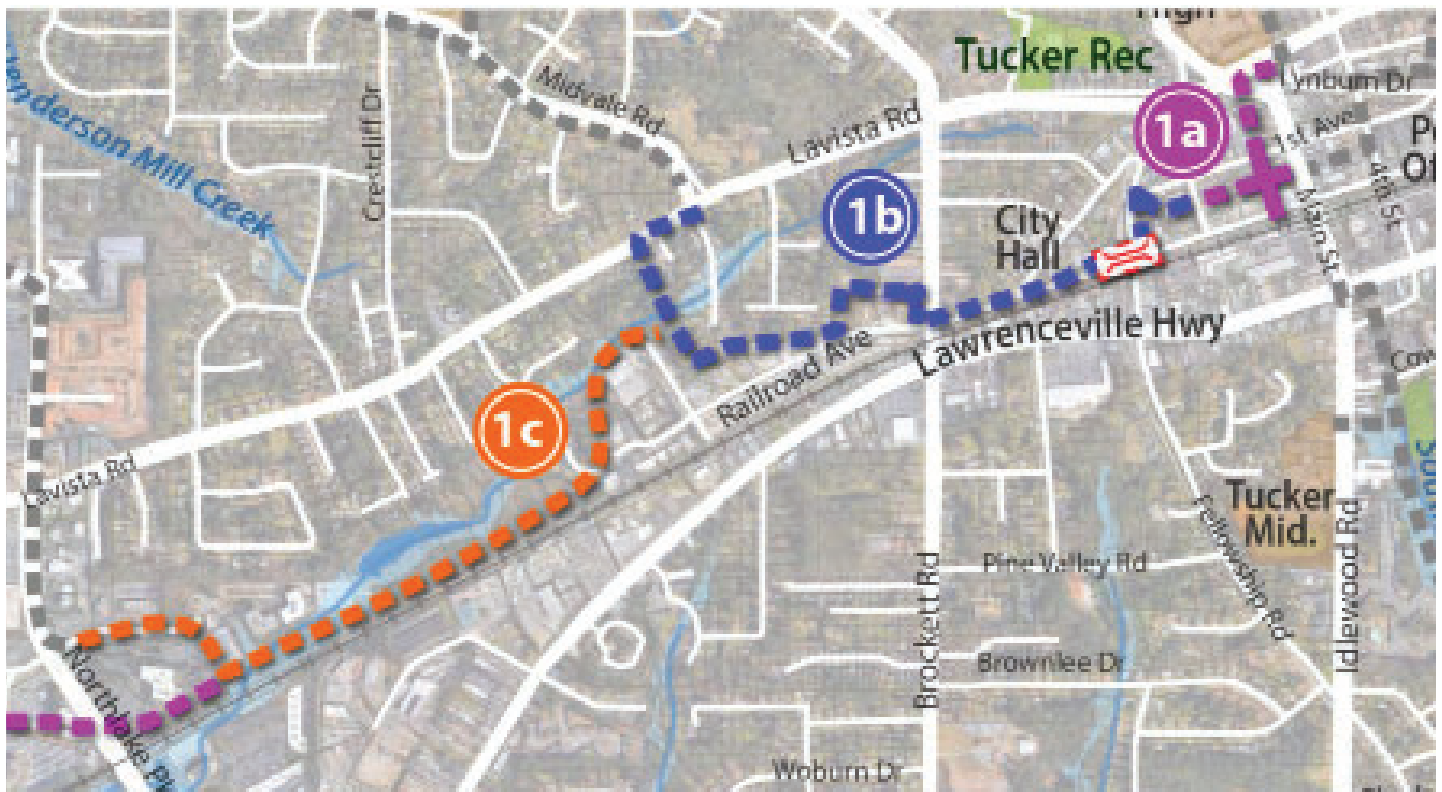 High
Tucker Rec
Lynburn Dr
1a
1st Ave
Midvale Rd
Lavista Rd
Henderson Mill Creek
Crestcliff Dr
4th St
1b
City
Hall
Main St
Lawrenceville Hwy
Railroad Ave
1c
Lavista Rd
Tucker
Mid.
Fellowship Rd
Idlewood Rd
Pine Valley Rd
Brockett Rd
Brownlee Dr
Northlake
Woburn Dr